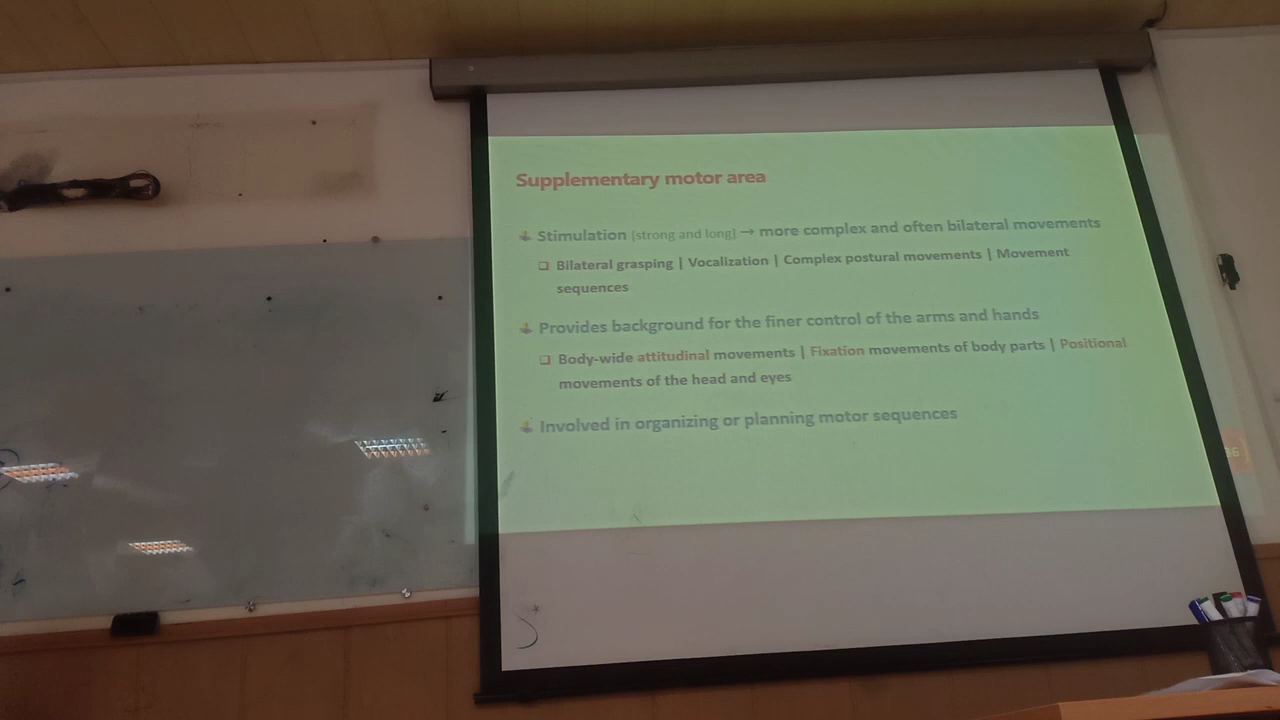 Supplementary motor area
Stimulation [strong and long] → more complex and often bilateral movements
Bilateral grasping | Vocalization | Complex postural movements | Movement
sequences
Provides background for the finer control of the arms and hands
Body-wide attitudinal movements | Fixation movements of body parts | Positional
movements of the head and eyes
Involved in organizing or planning motor sequences